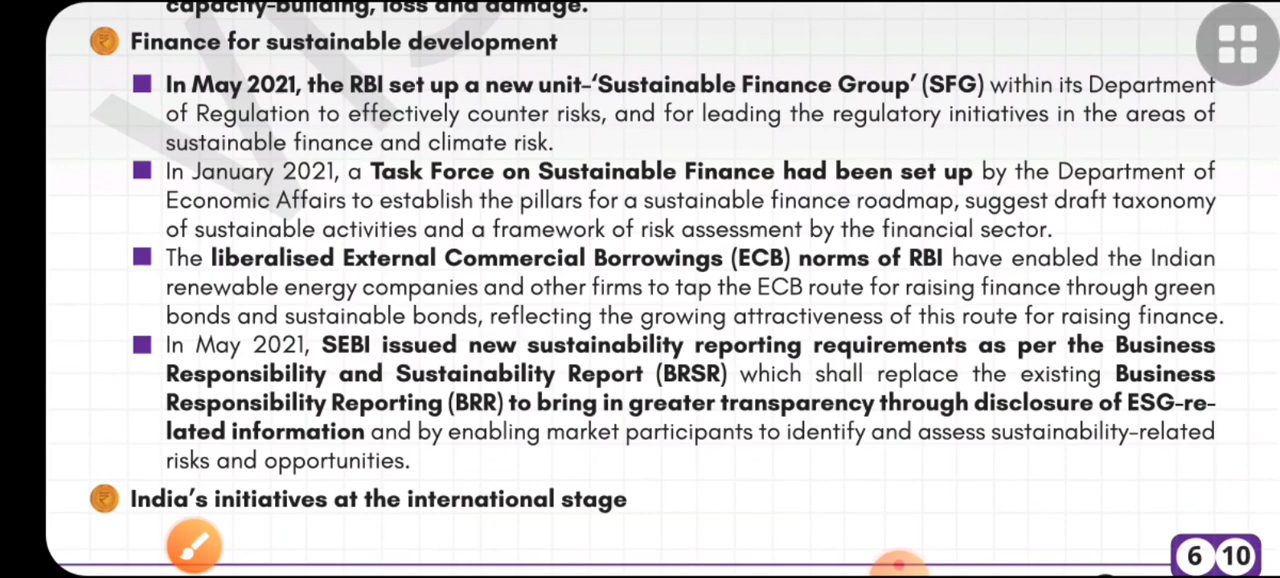 capacity-building, loss and damage.
Finance for sustainable development
In May 2021, the RBI set up a new unit-‘Sustainable Finance Group’ (SFG) within its Department
of Regulation to effectively counter risks, and for leading the regulatory initiatives in the areas of
sustainable finance and climate risk.
In January 2021, a Task Force on Sustainable Finance had been set up by the Department of
Economic Affairs to establish the pillars for a sustainable finance roadmap, suggest draft taxonomy
of sustainable activities and a framework of risk assessment by the financial sector.
The liberalised External Commercial Borrowings (ECB) norms of RBI have enabled the Indian
renewable energy companies and other firms to tap the ECB route for raising finance through green
bonds and sustainable bonds, reflecting the growing attractiveness of this route for raising finance.
In May 2021, SEBI issued new sustainability reporting requirements as per the Business
Responsibility and Sustainability Report (BRSR) which shall replace the existing Business
Responsibility Reporting (BRR) to bring in greater transparency through disclosure of ESG-re-
lated information and by enabling market participants to identify and assess sustainability-related
risks and opportunities.
India’s initiatives at the international stage
6 10